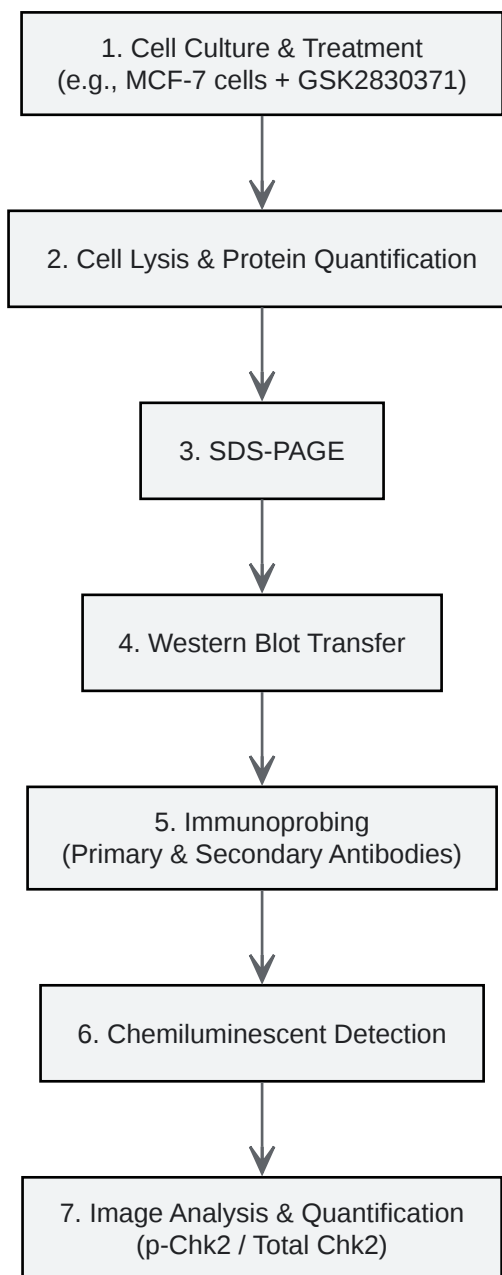 1. Cell Culture & Treatment
(e.g., MCF-7 cells + GSK2830371)
2. Cell Lysis & Protein Quantification
3. SDS-PAGE
4. Western Blot Transfer
5. Immunoprobing
(Primary & Secondary Antibodies)
6. Chemiluminescent Detection
7. Image Analysis & Quantification
(p-Chk2 / Total Chk2)